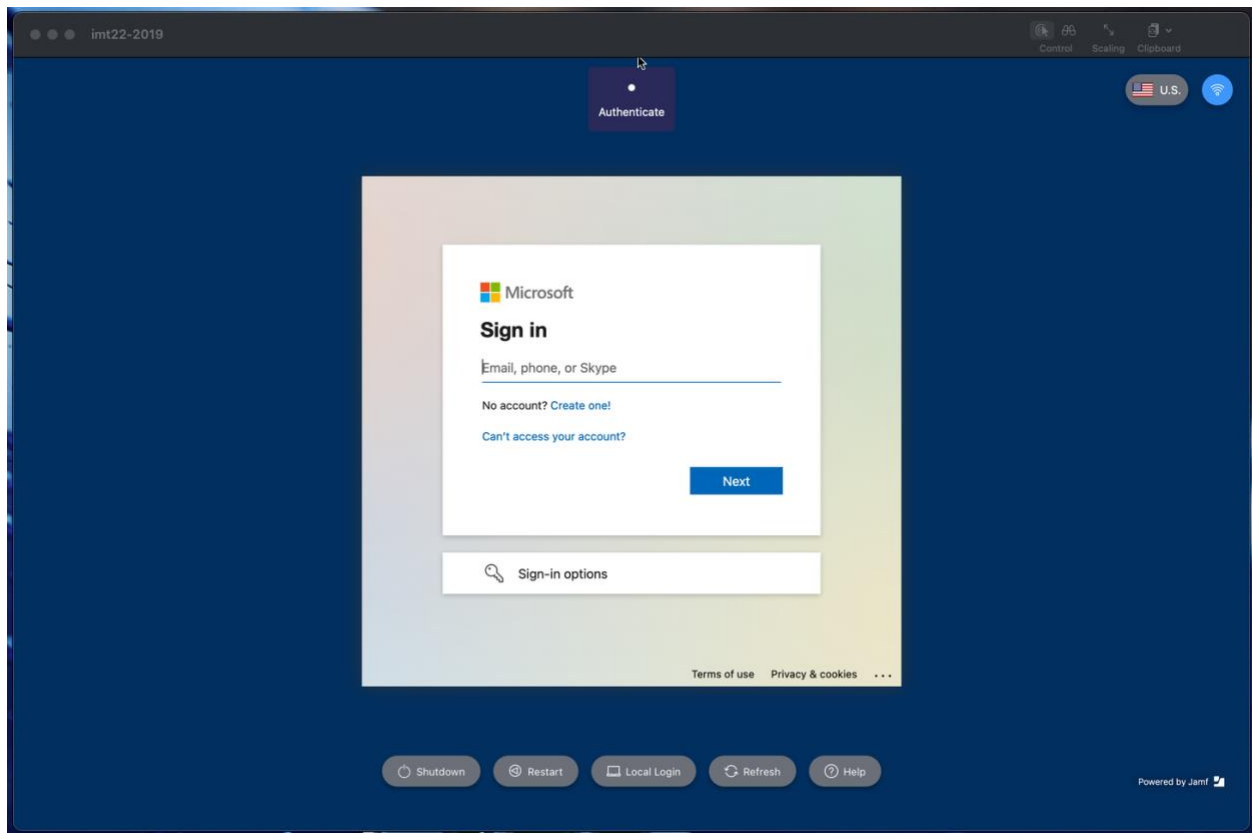 imt22-2019
Control Scaling Clipboard
Authenticate
U.S.
Microsoft
Sign in
Email, phone, or Skype
No account? Create one!
Can't access your account?
Next
Sign-in options
Terms of use Privacy & cookies ...
Shutdown Restart Local Login Refresh Help
Powered by Jamf